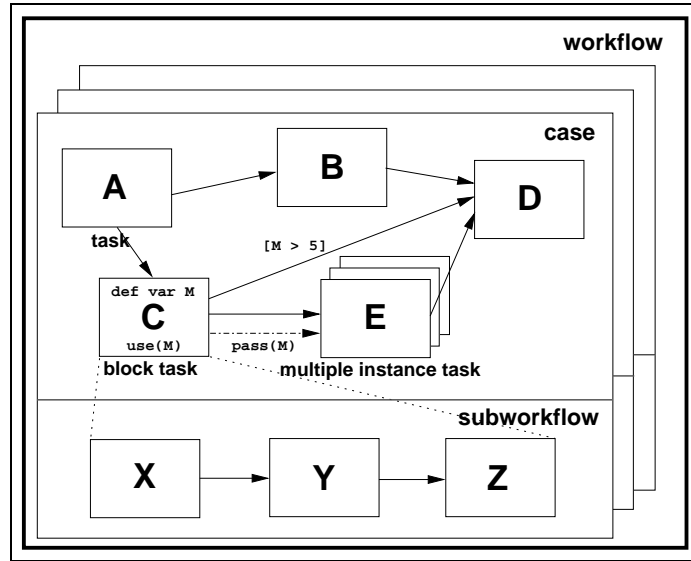 workflow
case
A
B
D
task
[M > 5]
def var M
C
use(M)
pass(M)
E
block task
multiple instance task
subworkflow
X
Y
Z